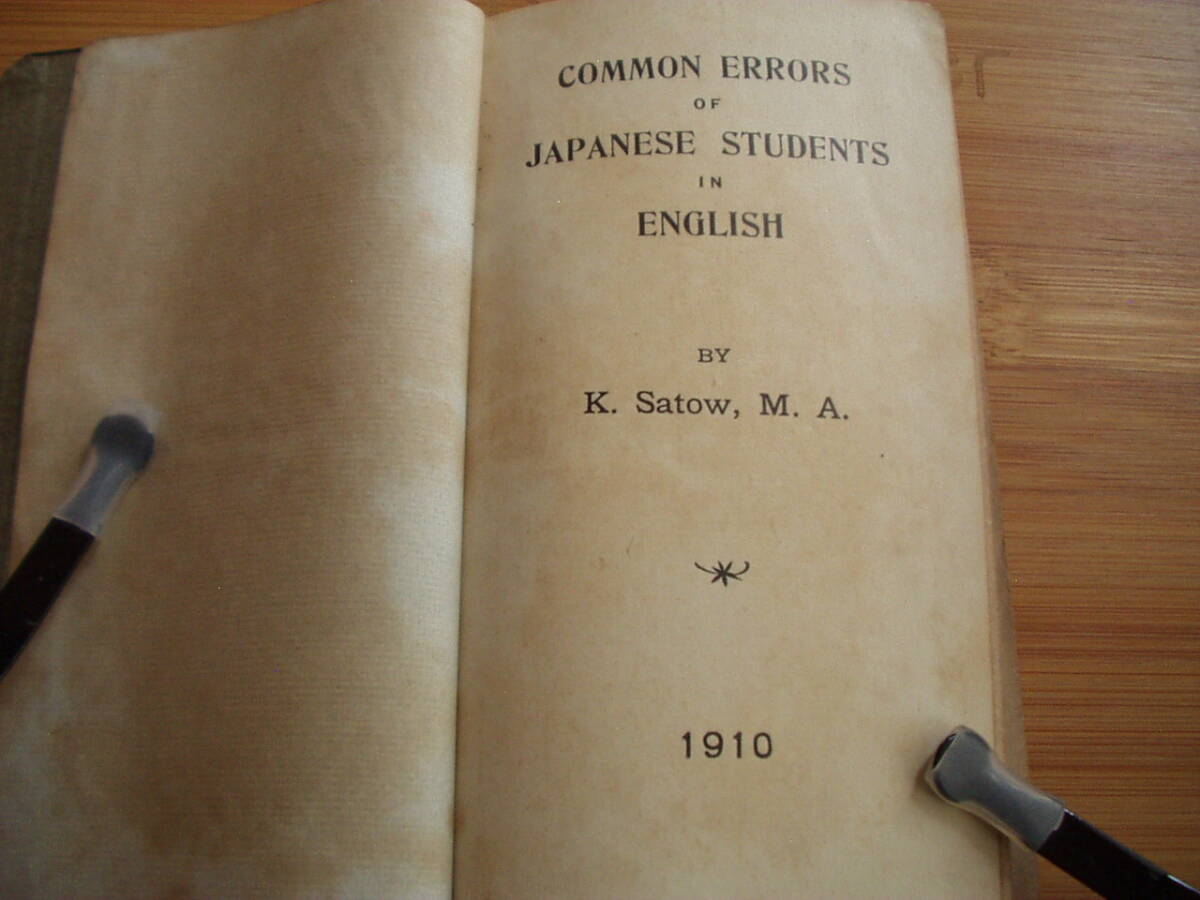 COMMON ERRORS
OF
JAPANESE STUDENTS
IN
ENGLISH
BY
K. Satow, M. A.
1910